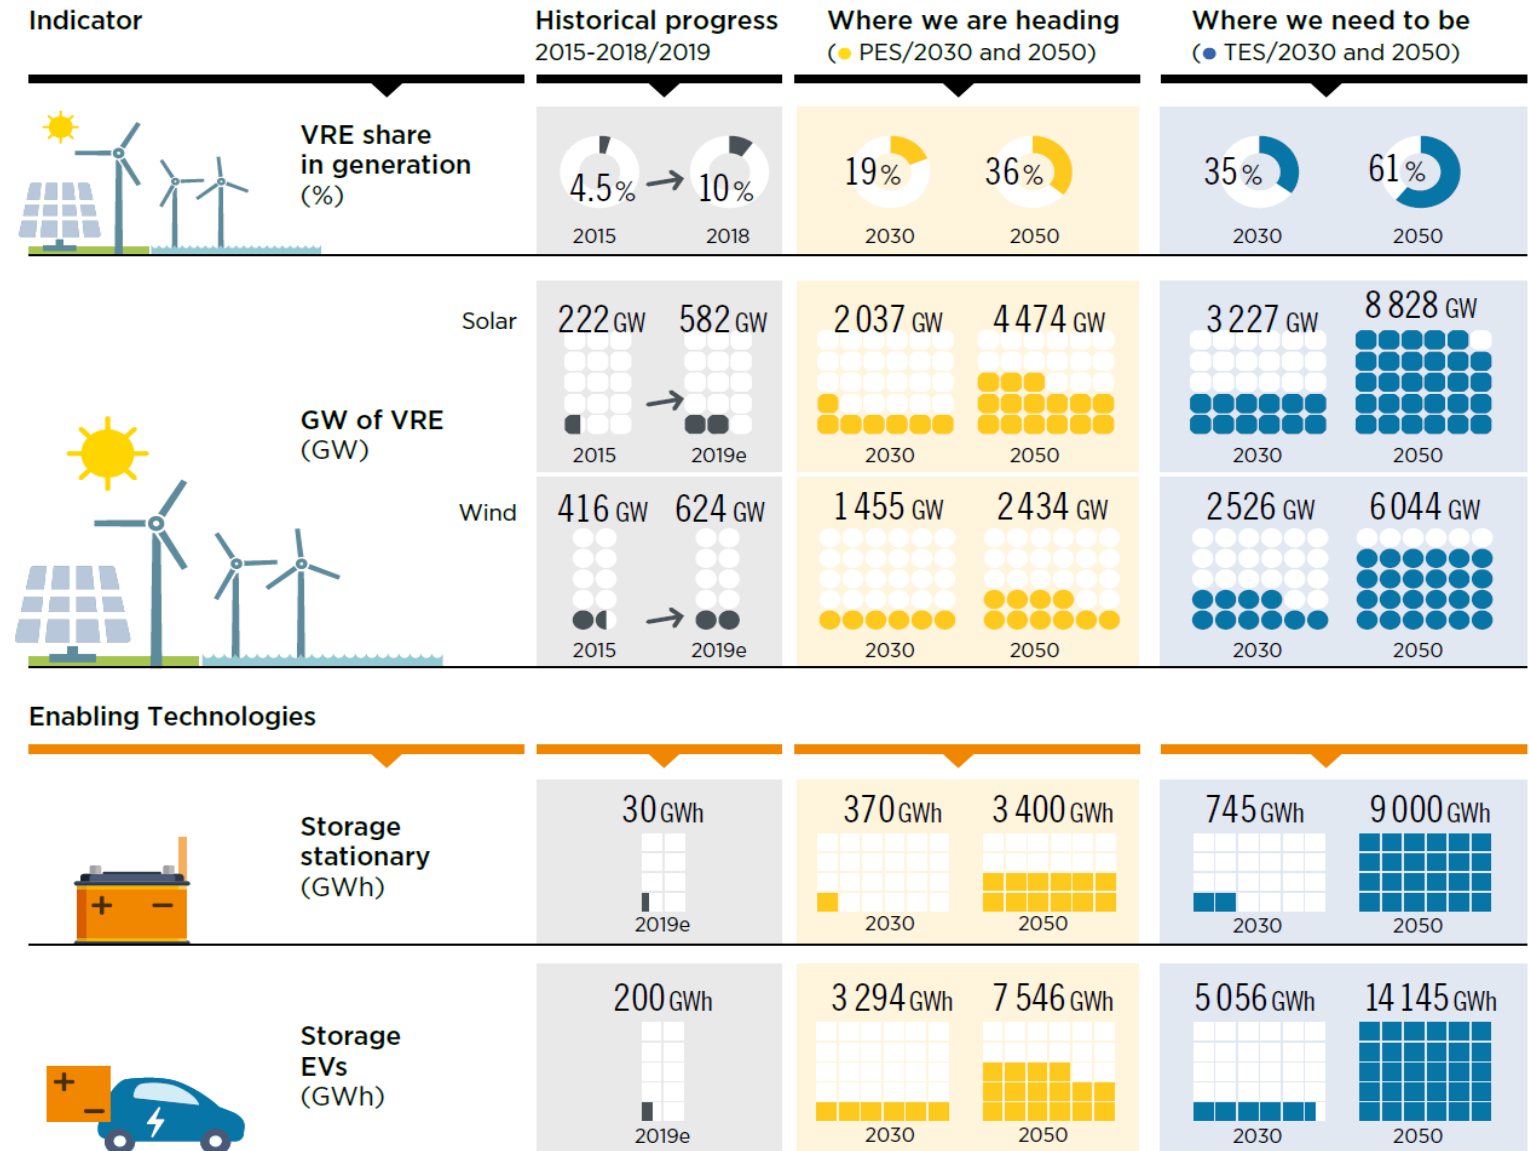 Indicator
Historical progress
2015-2018/2019
Where we are heading
(● PES/2030 and 2050)
Where we need to be
(● TES/2030 and 2050)
VRE share
in generation
(%)
4.5%
10%
19%
36%
35%
61%
2015
2018
2030
2050
2030
2050
GW of VRE
(GW)
Solar
222 GW
582 GW
2 037 GW
4 474 GW
3 227 GW
8 828 GW
2015
2019e
2030
2050
2030
2050
Wind
416 GW
624 GW
1 455 GW
2 434 GW
2 526 GW
6 044 GW
2015
2019e
2030
2050
2030
2050
Enabling Technologies
Storage
stationary
(GWh)
30 GWh
370 GWh
3 400 GWh
745 GWh
9 000 GWh
2019e
2030
2050
2030
2050
Storage
EVs
(GWh)
200 GWh
3 294 GWh
7 546 GWh
5 056 GWh
14 145 GWh
2019e
2030
2050
2030
2050